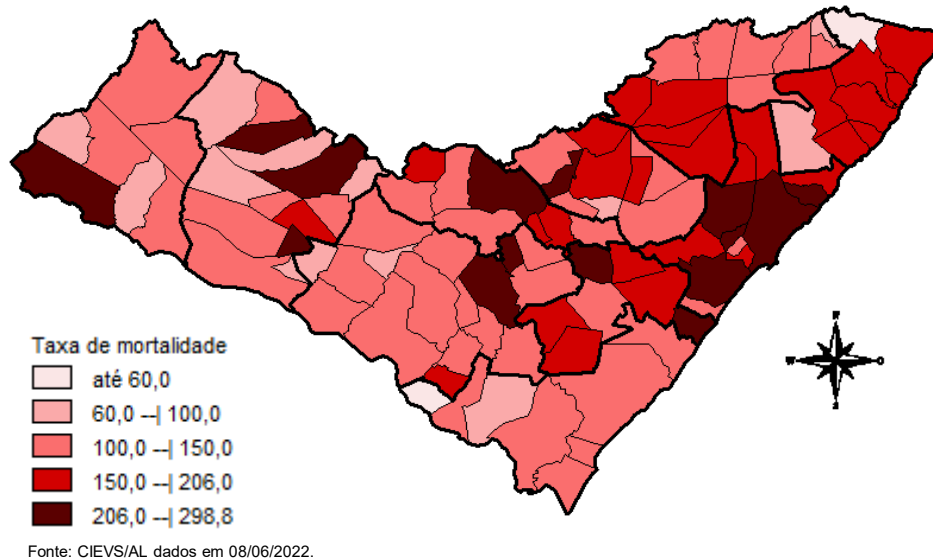 Taxa de mortalidade
até 60,0
60,0 --| 100,0
100,0 --| 150,0
150,0 --| 206,0
206,0 --| 298,8
Fonte: CIEVS/AL dados em 08/06/2022.